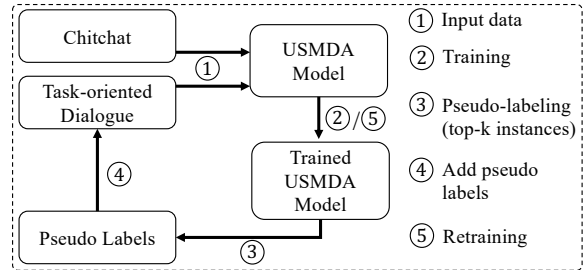 Chitchat
Task-oriented
Dialogue
Pseudo Labels
①
④
③
USMDA
Model
②/⑤
Trained
USMDA
Model
① Input data
② Training
③ Pseudo-labeling
(top-k instances)
④ Add pseudo
labels
⑤ Retraining